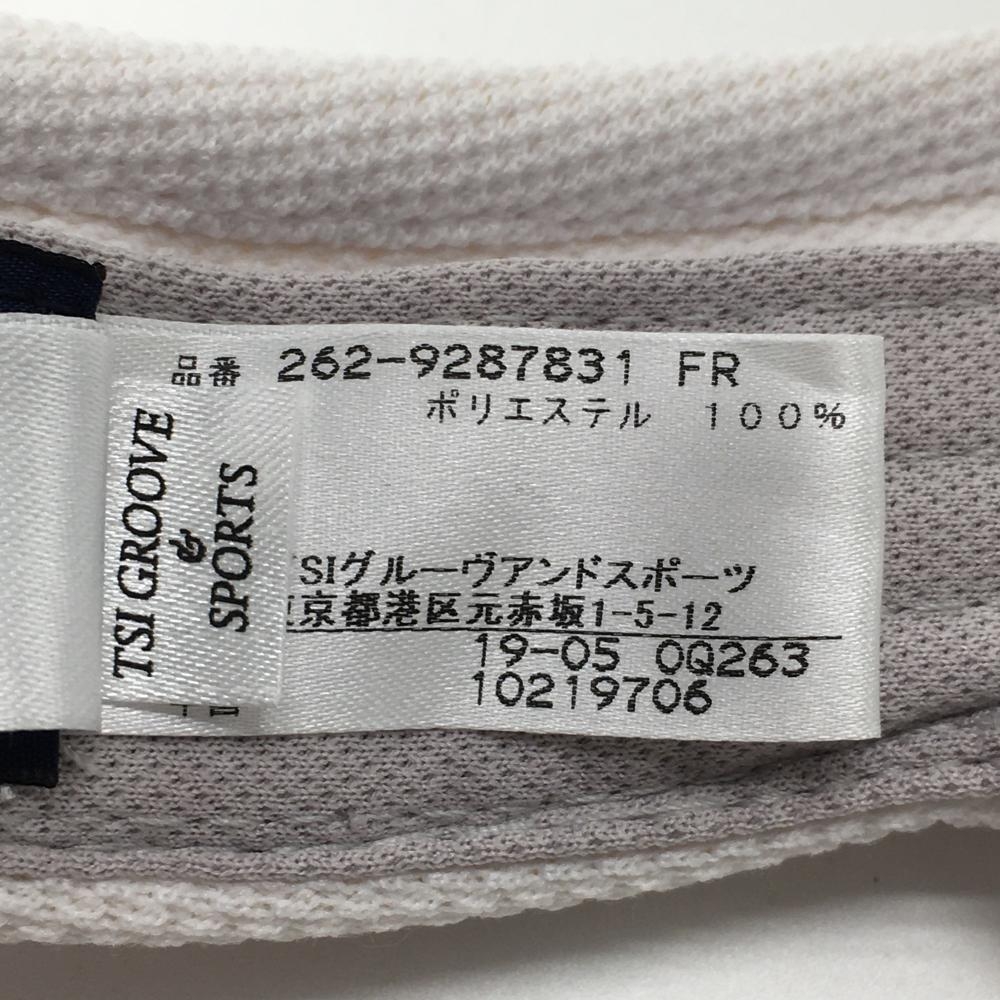 品番 262-9287831 FR
ポリエステル 100%
TSI GROOVE
&
SPORTS
SIグルーヴアンドスポーツ
京都港区元赤坂1-5-12
19-05 0Q263
10219706